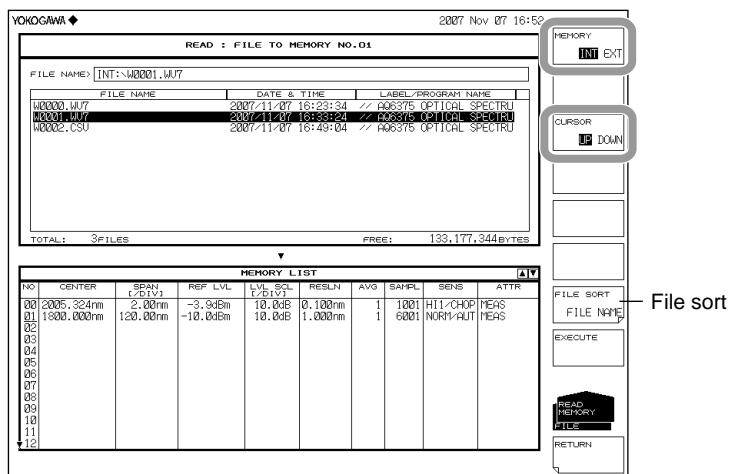 YOKOGAWA ◆ 2007 Nov 07 16:52
READ : FILE TO MEMORY NO.01
FILE NAME> INT:\W0001.WV7
FILE NAME DATE & TIME LABEL/PROGRAM NAME
W0000.WV7 2007/11/07 16:23:34 // AQ6375 OPTICAL SPECTRU
W0001.WV7 2007/11/07 16:33:24 // AQ6375 OPTICAL SPECTRU
W0002.CSV 2007/11/07 16:49:04 // AQ6375 OPTICAL SPECTRU
TOTAL: 3FILES FREE: 133,177,344BYTES
▼
MEMORY LIST ▲▼
NO CENTER SPAN [/DIV] REF LVL LVL SCL [/DIV] RESLN AVG SAMPL SENS ATTR
00 2005.324nm 2.00nm -3.9dBm 10.0dB 0.100nm 1 1001 HI1/CHOP MEAS
01 1800.000nm 120.00nm -10.0dBm 10.0dB 1.000nm 1 6001 NORM/AUT MEAS
02
03
04
05
06
07
08
09
10
11
▼12
MEMORY
INT EXT
CURSOR
UP DOWN
FILE SORT
FILE NAME
File sort
EXECUTE
READ
MEMORY
FILE
RETURN